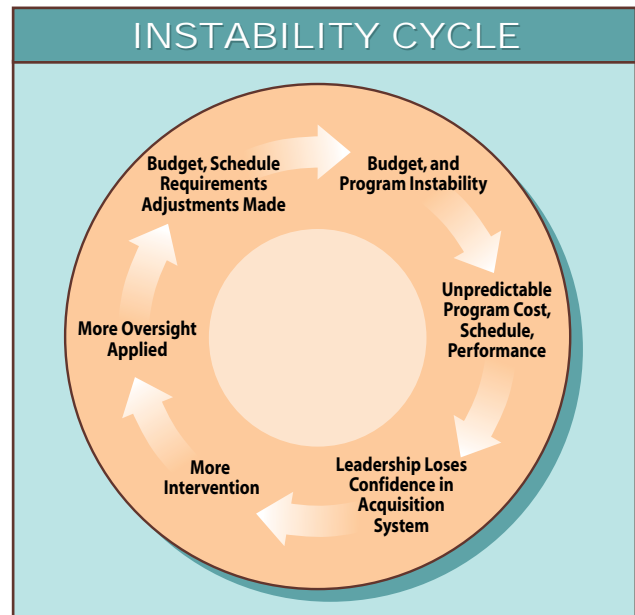 INSTABILITY CYCLE
Budget, Schedule
Requirements
Adjustments Made
Budget, and
Program Instability
Unpredictable
Program Cost,
Schedule,
Performance
Leadership Loses
Confidence in
Acquisition
System
More
Intervention
More Oversight
Applied